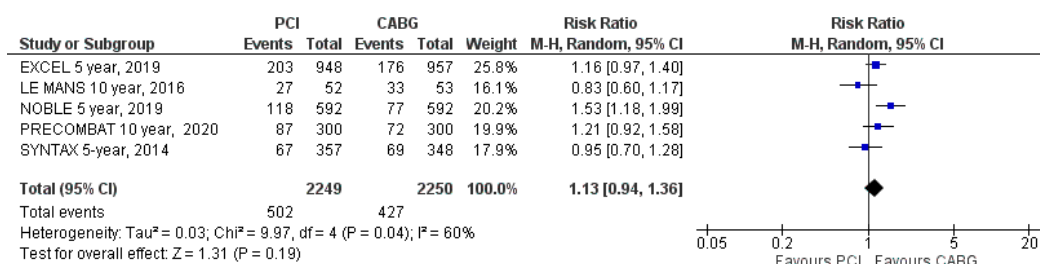 PCI CABG Risk Ratio Risk Ratio
Study or Subgroup Events Total Events Total Weight M-H, Random, 95% CI M-H, Random, 95% CI
EXCEL 5 year, 2019 203 948 176 957 25.8% 1.16 [0.97, 1.40]
LE MANS 10 year, 2016 27 52 33 53 16.1% 0.83 [0.60, 1.17]
NOBLE 5 year, 2019 118 592 77 592 20.2% 1.53 [1.18, 1.99]
PRECOMBAT 10 year, 2020 87 300 72 300 19.9% 1.21 [0.92, 1.58]
SYNTAX 5-year, 2014 67 357 69 348 17.9% 0.95 [0.70, 1.28]
Total (95% CI) 2249 2250 100.0% 1.13 [0.94, 1.36]
Total events 502 427
Heterogeneity: Tau² = 0.03; Chi² = 9.97, df = 4 (P = 0.04); I² = 60%
Test for overall effect: Z = 1.31 (P = 0.19)
0.05 0.2 1 5 20
Favours PCI Favours CABG